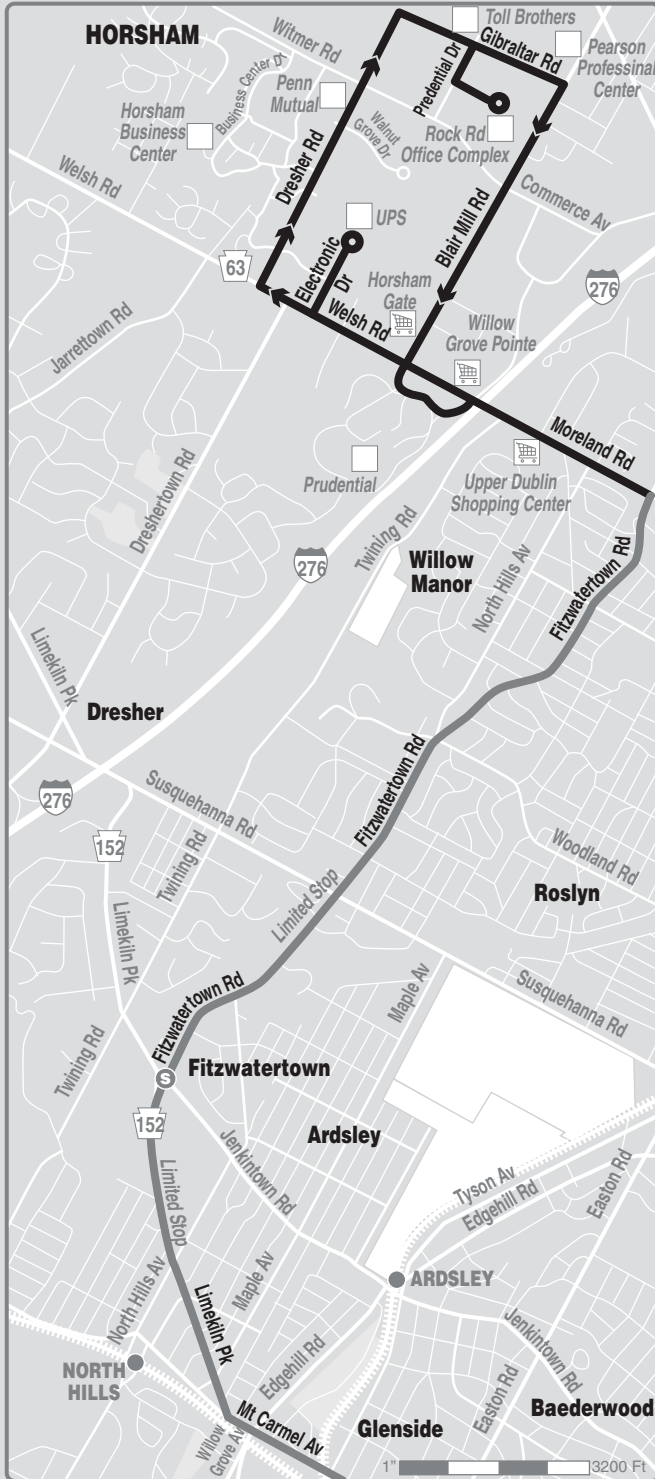 HORSHAM
Witmer Rd
Toll Brothers
Gibraltar Rd
Predential Dr
Pearson
Professinal
Center
Business Center Dr
Penn
Mutual
Horsham
Business
Center
Walnut
Grove Dr
Rock Rd
Office Complex
Welsh Rd
Dresher Rd
UPS
Blair Mill Rd
Commerce Av
63
Electronic
Dr
Horsham
Gate
276
Welsh Rd
Willow
Grove Pointe
Jarrettown Rd
Moreland Rd
Prudential
Upper Dublin
Shopping Center
Dreshertown Rd
Twining Rd
276
Willow
Manor
North Hills Av
Fitzwatertown Rd
Limekiln Pk
Dresher
Fitzwatertown Rd
276
Susquehanna Rd
152
Twining Rd
Woodland Rd
Limited Stop
Roslyn
Limekiln Pk
Maple Av
Susquehanna Rd
Fitzwatertown Rd
Twining Rd
S
Fitzwatertown
152
Ardsley
Jenkintown Rd
Limited Stop
Tyson Av
Edgehill Rd
Easton Rd
North Hills Av
Maple Av
ARDSLEY
Limekiln Pk
Jenkintown Rd
NORTH
HILLS
Edgehill Rd
Easton Rd
Baederwood
Mt Carmel Av
Willow
Grove Av
Glenside
1" 3200 Ft